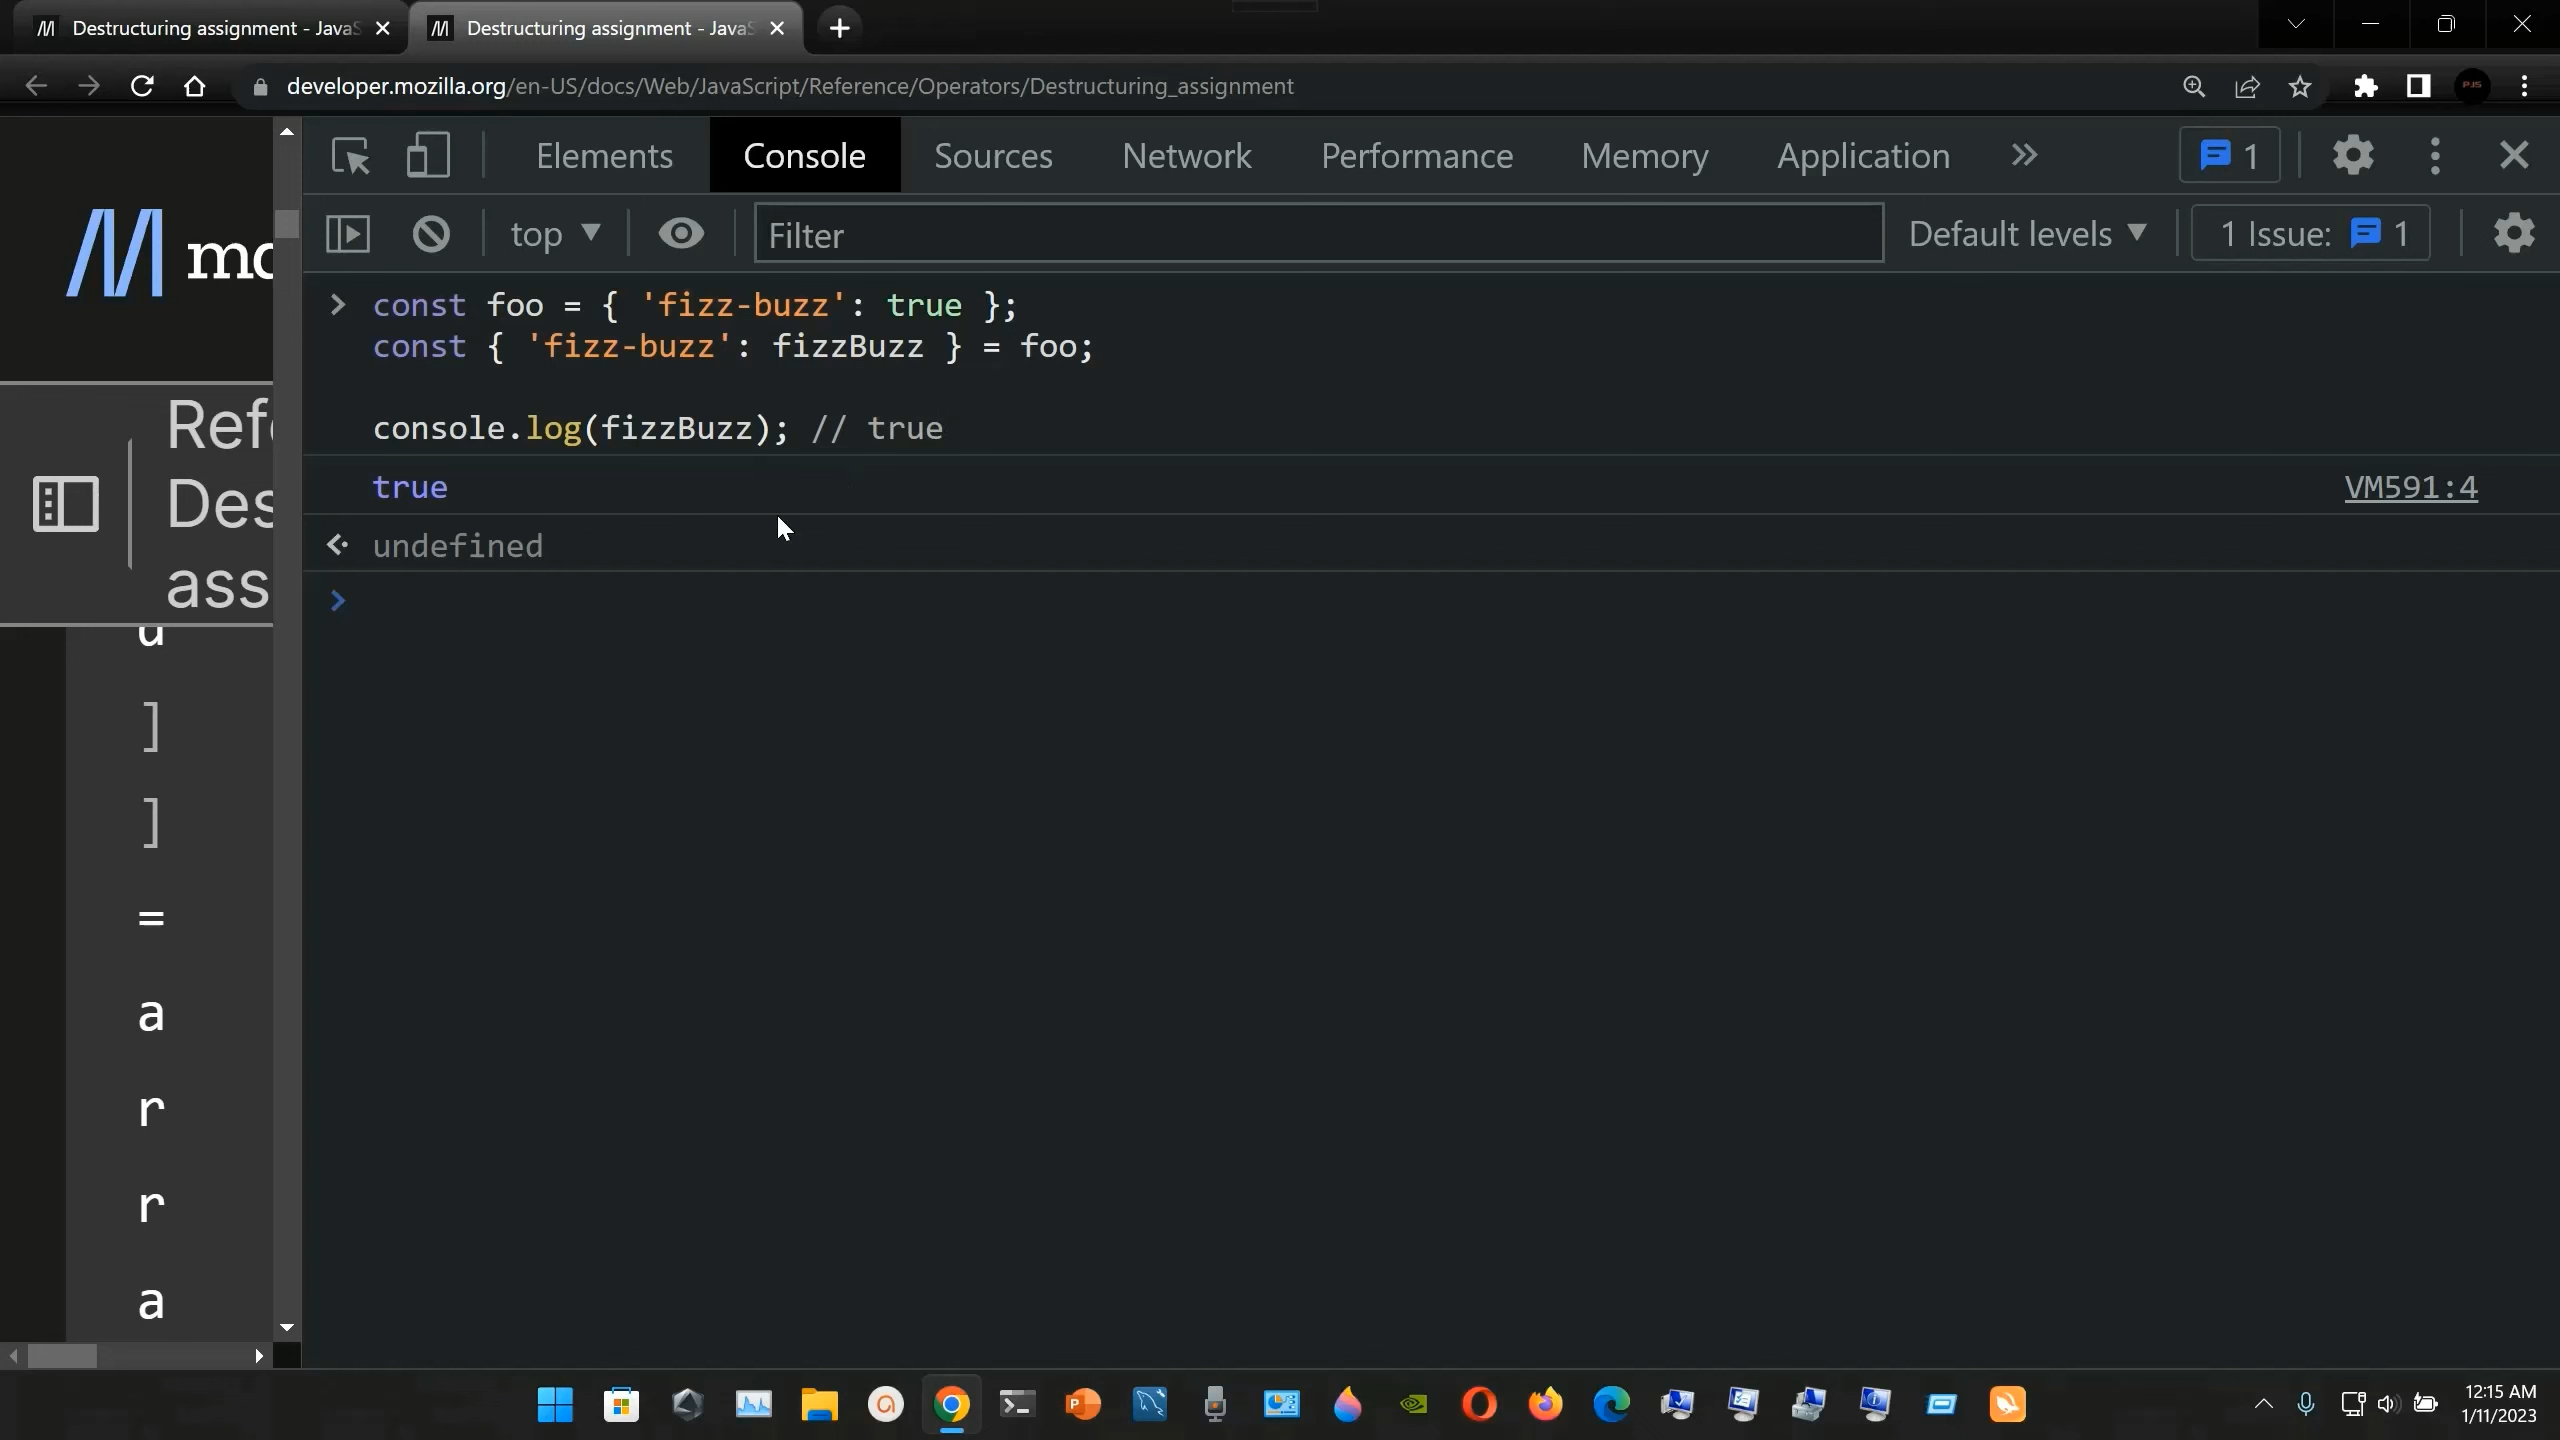 Destructuring assignment - JavaS
Destructuring assignment - JavaS
developer.mozilla.org/en-US/docs/Web/JavaScript/Reference/Operators/Destructuring_assignment
PJS
Elements Console Sources Network Performance Memory Application 1
top Filter Default levels 1 Issue: 1
mo
Refe
Des
ass
d
]
]
=
a
r
r
a
> const foo = { 'fizz-buzz': true };
const { 'fizz-buzz': fizzBuzz } = foo;
console.log(fizzBuzz); // true
true VM591:4
undefined
>
12:15 AM
1/11/2023